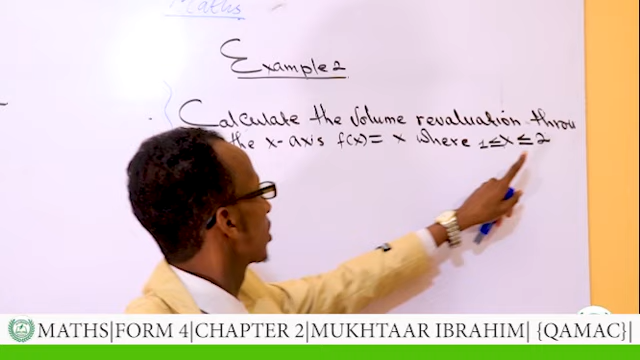 Maths
Example 2
Calculate the volume revaluation throu
the x-axis f(x)= x where 1≤x≤2
MATHS|FORM 4|CHAPTER 2|MUKHTAAR IBRAHIM| {QAMAC}|